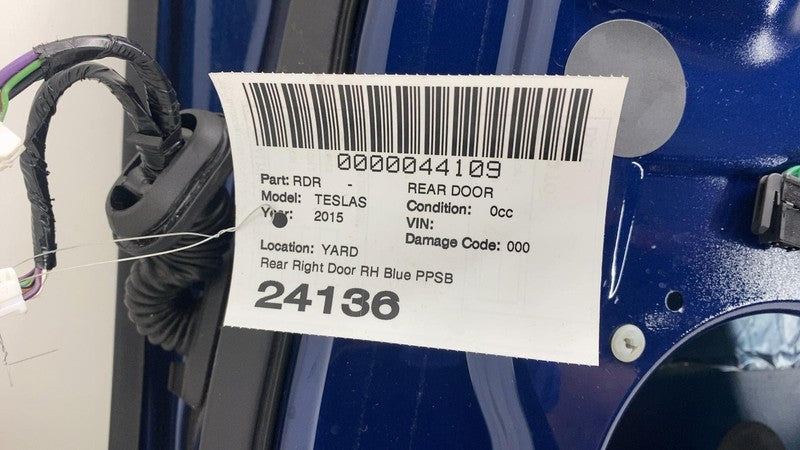 0000044109
Part: RDR - REAR DOOR
Model: TESLAS Condition: 0cc
Year: 2015 VIN:
Damage Code: 000
Location: YARD
Rear Right Door RH Blue PPSB
24136